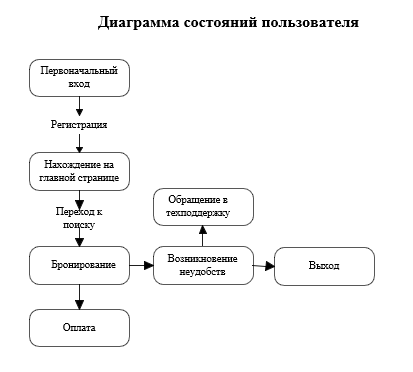 Диаграмма состояний пользователя
Первоначальный
вход
Регистрация
Нахождение на
главной странице
Переход к
поиску
Обращение в
техподдержку
Бронирование
Возникновение
неудобств
Выход
Оплата